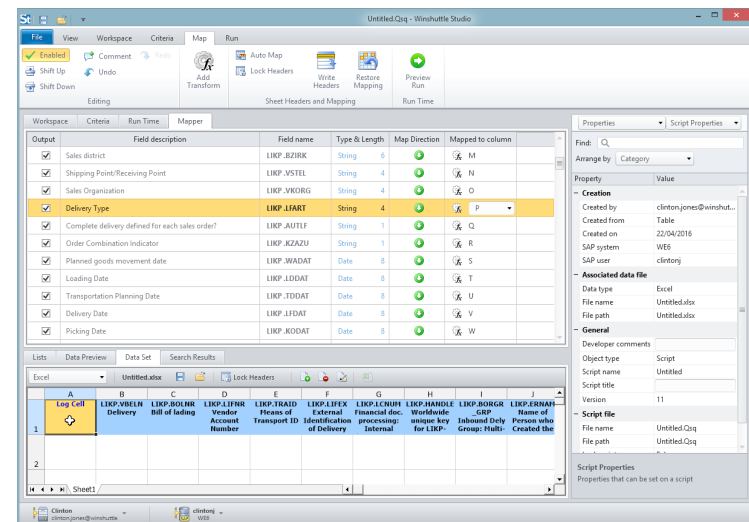 St
Untitled.Qsq - Winshuttle Studio
File View Workspace Criteria Map Run
Enabled Comment Redo
Shift Up Undo
Shift Down
Editing
Add Transform
Auto Map
Lock Headers
Write Headers
Restore Mapping
Sheet Headers and Mapping
Preview Run
Run Time
Workspace Criteria Run Time Mapper
Output Field description Field name Type & Length Map Direction Mapped to column
Sales district LIKP .BZIRK String 6 M
Shipping Point/Receiving Point LIKP .VSTEL String 4 N
Sales Organization LIKP .VKORG String 4 O
Delivery Type LIKP .LFART String 4 P
Complete delivery defined for each sales order? LIKP .AUTLF String 1 Q
Order Combination Indicator LIKP .KZAZU String 1 R
Planned goods movement date LIKP .WADAT Date 8 S
Loading Date LIKP .LDDAT Date 8 T
Transportation Planning Date LIKP .TDDAT Date 8 U
Delivery Date LIKP .LFDAT Date 8 V
Picking Date LIKP .KODAT Date 8 W
Lists Data Preview Data Set Search Results
Excel Untitled.xlsx Lock Headers
A B C D E F G H I J
Log Cell LIKP.VBELN LIKP.BOLNR LIKP.LIFNR LIKP.TRAID LIKP.LIFEX LIKP.LCNUM LIKP.HANDLE LIKP.BORGR LIKP.ERNAM
Delivery Bill of lading Vendor Means of External Financial doc. Worldwide _GRP Name of
Account Transport ID Identification processing: unique key Inbound Dely Person who
1 Number of Delivery Internal for LIKP- Group: Multi- Created the
2
Sheet1
Clinton
clinton.jones@winshuttle
clintonj
WE6
Properties Script Properties
Find:
Arrange by Category
Property Value
Creation
Created by clinton.jones@winshut...
Created from Table
Created on 22/04/2016
SAP system WE6
SAP user clintonj
Associated data file
Data type Excel
File name Untitled.xlsx
File path Untitled.xlsx
General
Developer comments
Object type Script
Script name Untitled
Script title
Version 11
Script file
File name Untitled.Qsq
File path Untitled.Qsq
Script Properties
Properties that can be set on a script